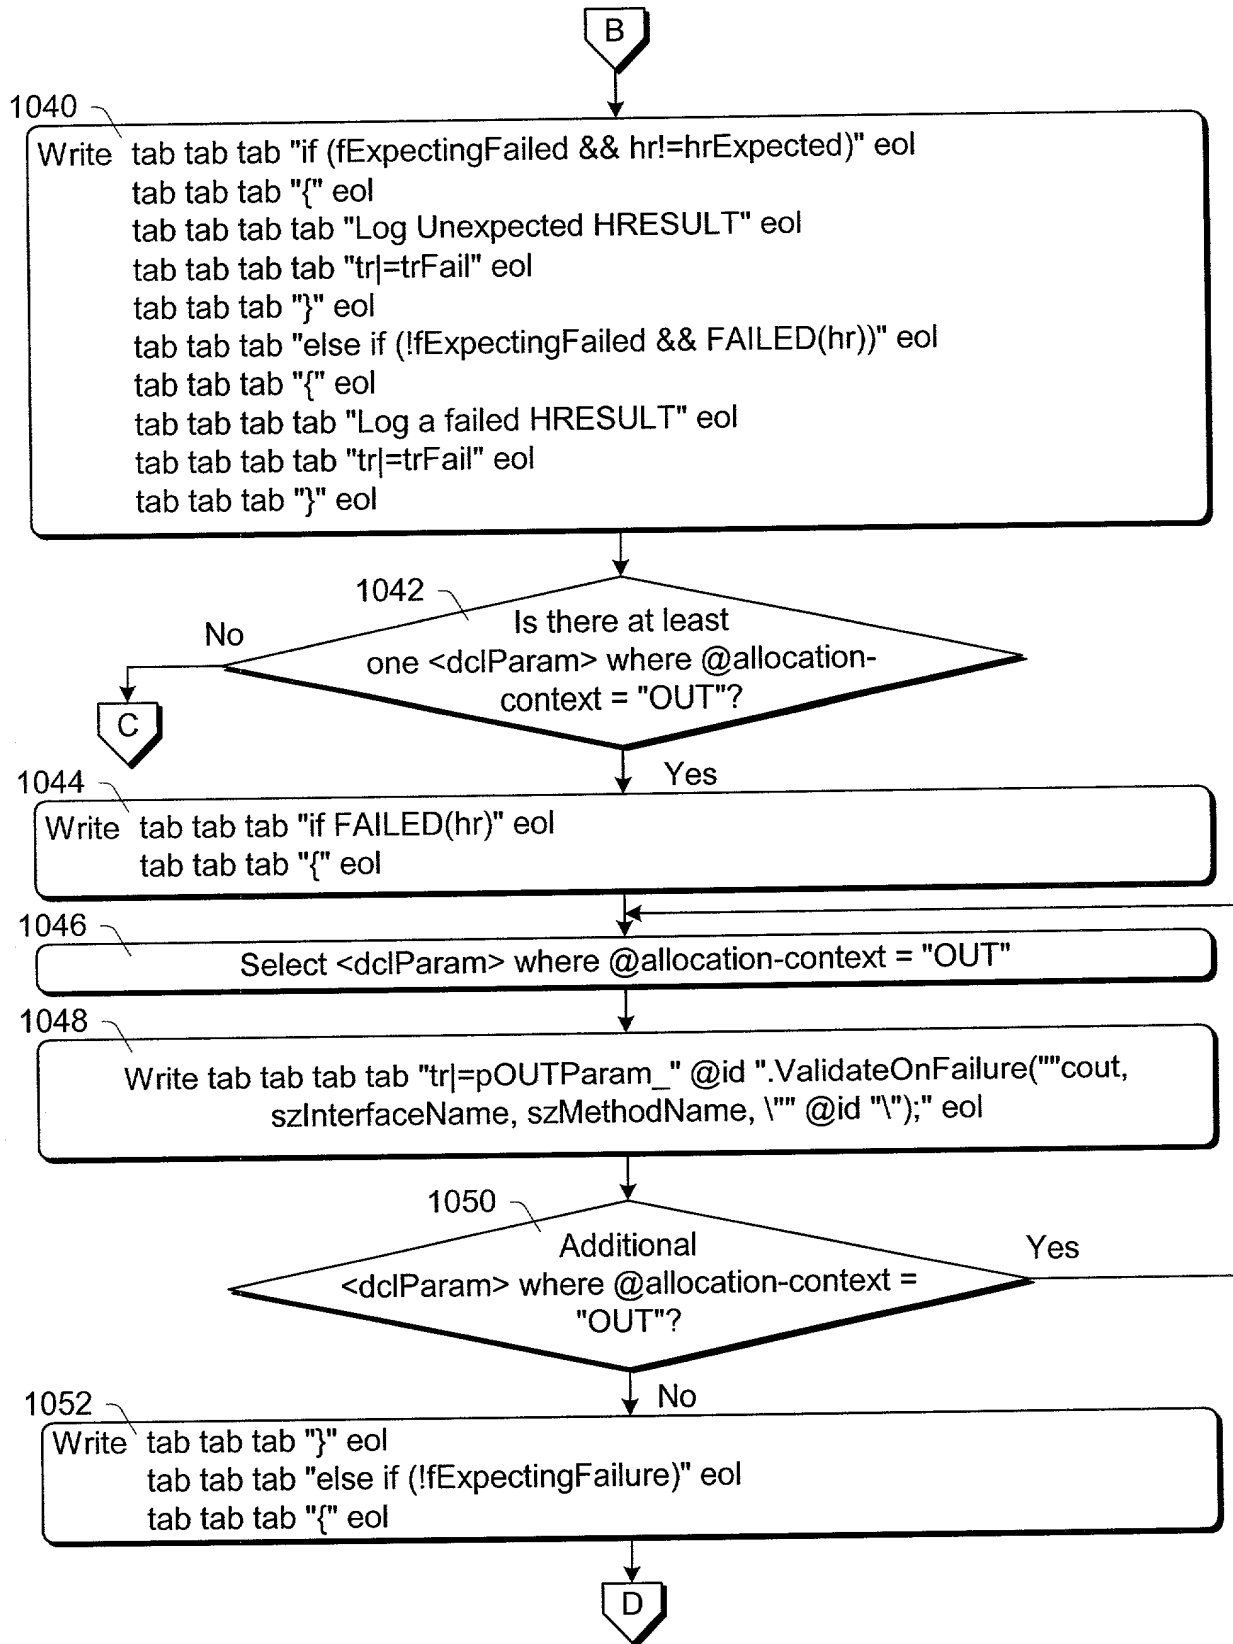 B
1040
Write tab tab tab "if (fExpectingFailed && hr!=hrExpected)" eol
tab tab tab "{" eol
tab tab tab tab "Log Unexpected HRESULT" eol
tab tab tab tab "tr|=trFail" eol
tab tab tab "}" eol
tab tab tab "else if (!fExpectingFailed && FAILED(hr))" eol
tab tab tab "{" eol
tab tab tab tab "Log a failed HRESULT" eol
tab tab tab tab "tr|=trFail" eol
tab tab tab "}" eol
1042
Is there at least
one <dclParam> where @allocation-
context = "OUT"?
No
C
Yes
1044
Write tab tab tab "if FAILED(hr)" eol
tab tab tab "{" eol
1046
Select <dclParam> where @allocation-context = "OUT"
1048
Write tab tab tab tab "tr|=pOUTParam_" @id ".ValidateOnFailure(""cout,
szInterfaceName, szMethodName, \"" @id "\");" eol
1050
Additional
<dclParam> where @allocation-context =
"OUT"?
Yes
No
1052
Write tab tab tab "}" eol
tab tab tab "else if (!fExpectingFailure)" eol
tab tab tab "{" eol
D